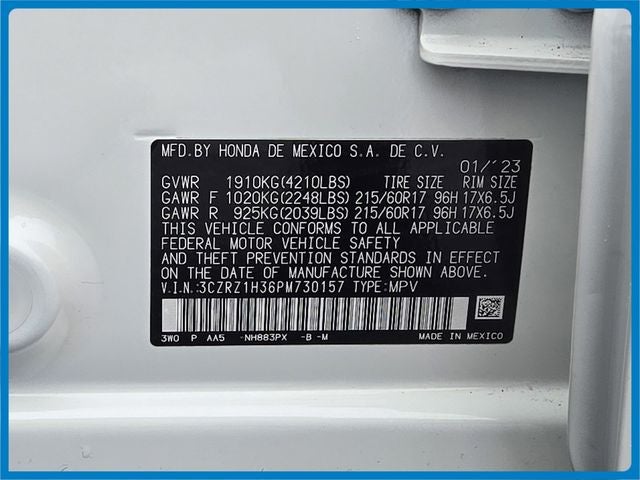 MFD.BY HONDA DE MEXICO S.A. DE C.V.
01/'23
GVWR 1910KG(4210LBS) TIRE SIZE RIM SIZE
GAWR F 1020KG(2248LBS) 215/60R17 96H 17X6.5J
GAWR R 925KG(2039LBS) 215/60R17 96H 17X6.5J
THIS VEHICLE CONFORMS TO ALL APPLICABLE
FEDERAL MOTOR VEHICLE SAFETY
AND THEFT PREVENTION STANDARDS IN EFFECT ON
THE DATE OF MANUFACTURE SHOWN ABOVE.
V.I.N.:3CZRZ1H36PM730157 TYPE:MPV
3W0 P AA5 -NH883PX -B -M MADE IN MEXICO